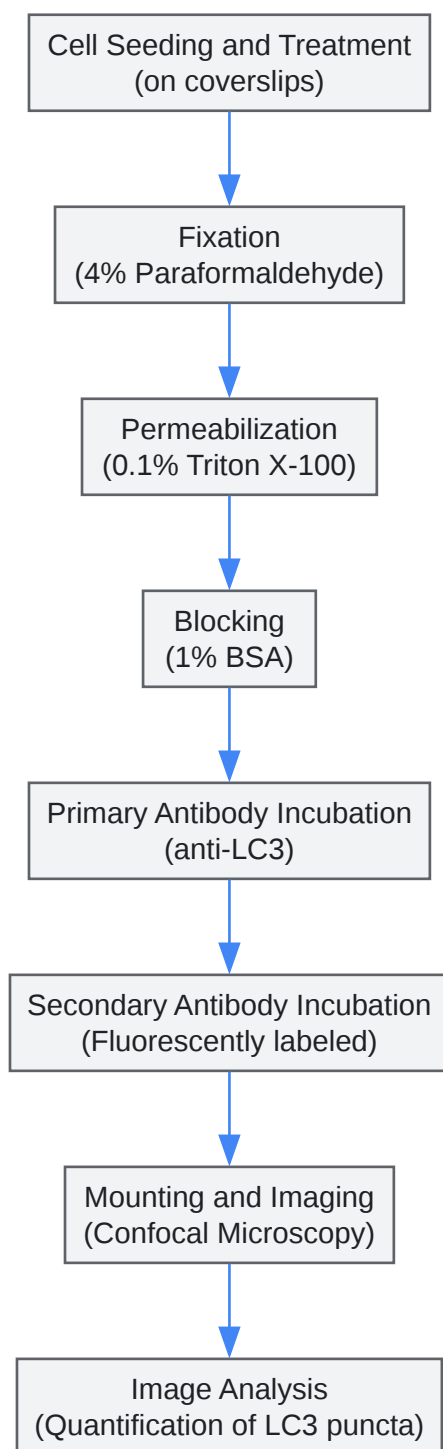 Cell Seeding and Treatment
(on coverslips)
Fixation
(4% Paraformaldehyde)
Permeabilization
(0.1% Triton X-100)
Blocking
(1% BSA)
Primary Antibody Incubation
(anti-LC3)
Secondary Antibody Incubation
(Fluorescently labeled)
Mounting and Imaging
(Confocal Microscopy)
Image Analysis
(Quantification of LC3 puncta)